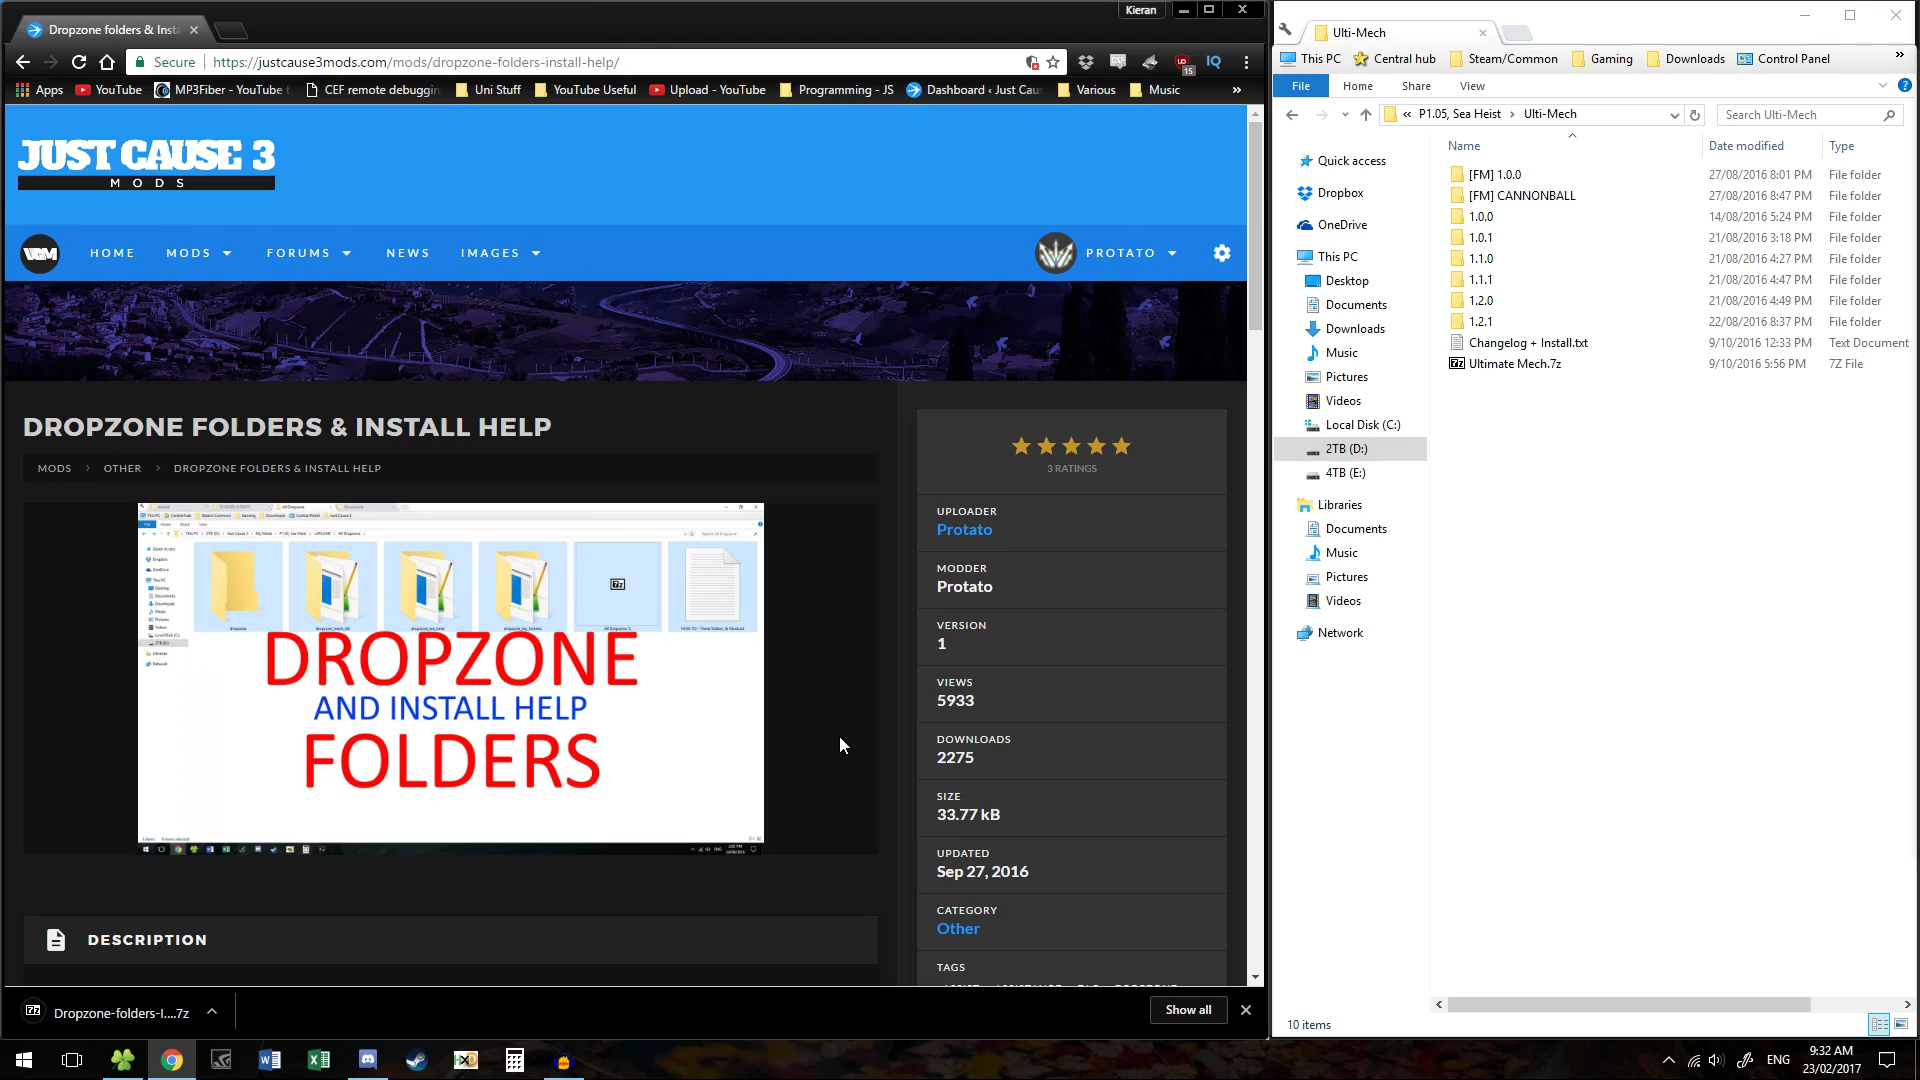 Kieran
Dropzone folders & Insta
Secure
https://justcause3mods.com/mods/dropzone-folders-install-help/
15
IQ
Apps
YouTube
MP3Fiber - YouTube
CEF remote debuggin
Uni Stuff
YouTube Useful
Upload - YouTube
Programming - JS
Dashboard ‹ Just Caus
Various
Music
»
JUST CAUSE 3
MODS
HOME
MODS
FORUMS
NEWS
IMAGES
PROTATO
DROPZONE FOLDERS & INSTALL HELP
MODS > OTHER > DROPZONE FOLDERS & INSTALL HELP
DROPZONE
AND INSTALL HELP
FOLDERS
DESCRIPTION
3 RATINGS
UPLOADER
Protato
MODDER
Protato
VERSION
1
VIEWS
5933
DOWNLOADS
2275
SIZE
33.77 kB
UPDATED
Sep 27, 2016
CATEGORY
Other
TAGS
Dropzone-folders-I....7z
Show all
Ulti-Mech
This PC
Central hub
Steam/Common
Gaming
Downloads
Control Panel
»
File
Home
Share
View
« P1.05, Sea Heist > Ulti-Mech
Search Ulti-Mech
Name
Date modified
Type
Quick access
Dropbox
OneDrive
This PC
Desktop
Documents
Downloads
Music
Pictures
Videos
Local Disk (C:)
2TB (D:)
4TB (E:)
Libraries
Documents
Music
Pictures
Videos
Network
[FM] 1.0.0 27/08/2016 8:01 PM File folder
[FM] CANNONBALL 27/08/2016 8:47 PM File folder
1.0.0 14/08/2016 5:24 PM File folder
1.0.1 21/08/2016 3:18 PM File folder
1.1.0 21/08/2016 4:27 PM File folder
1.1.1 21/08/2016 4:47 PM File folder
1.2.0 21/08/2016 4:49 PM File folder
1.2.1 22/08/2016 8:37 PM File folder
Changelog + Install.txt 9/10/2016 12:33 PM Text Document
Ultimate Mech.7z 9/10/2016 5:56 PM 7Z File
10 items
ENG
9:32 AM
23/02/2017